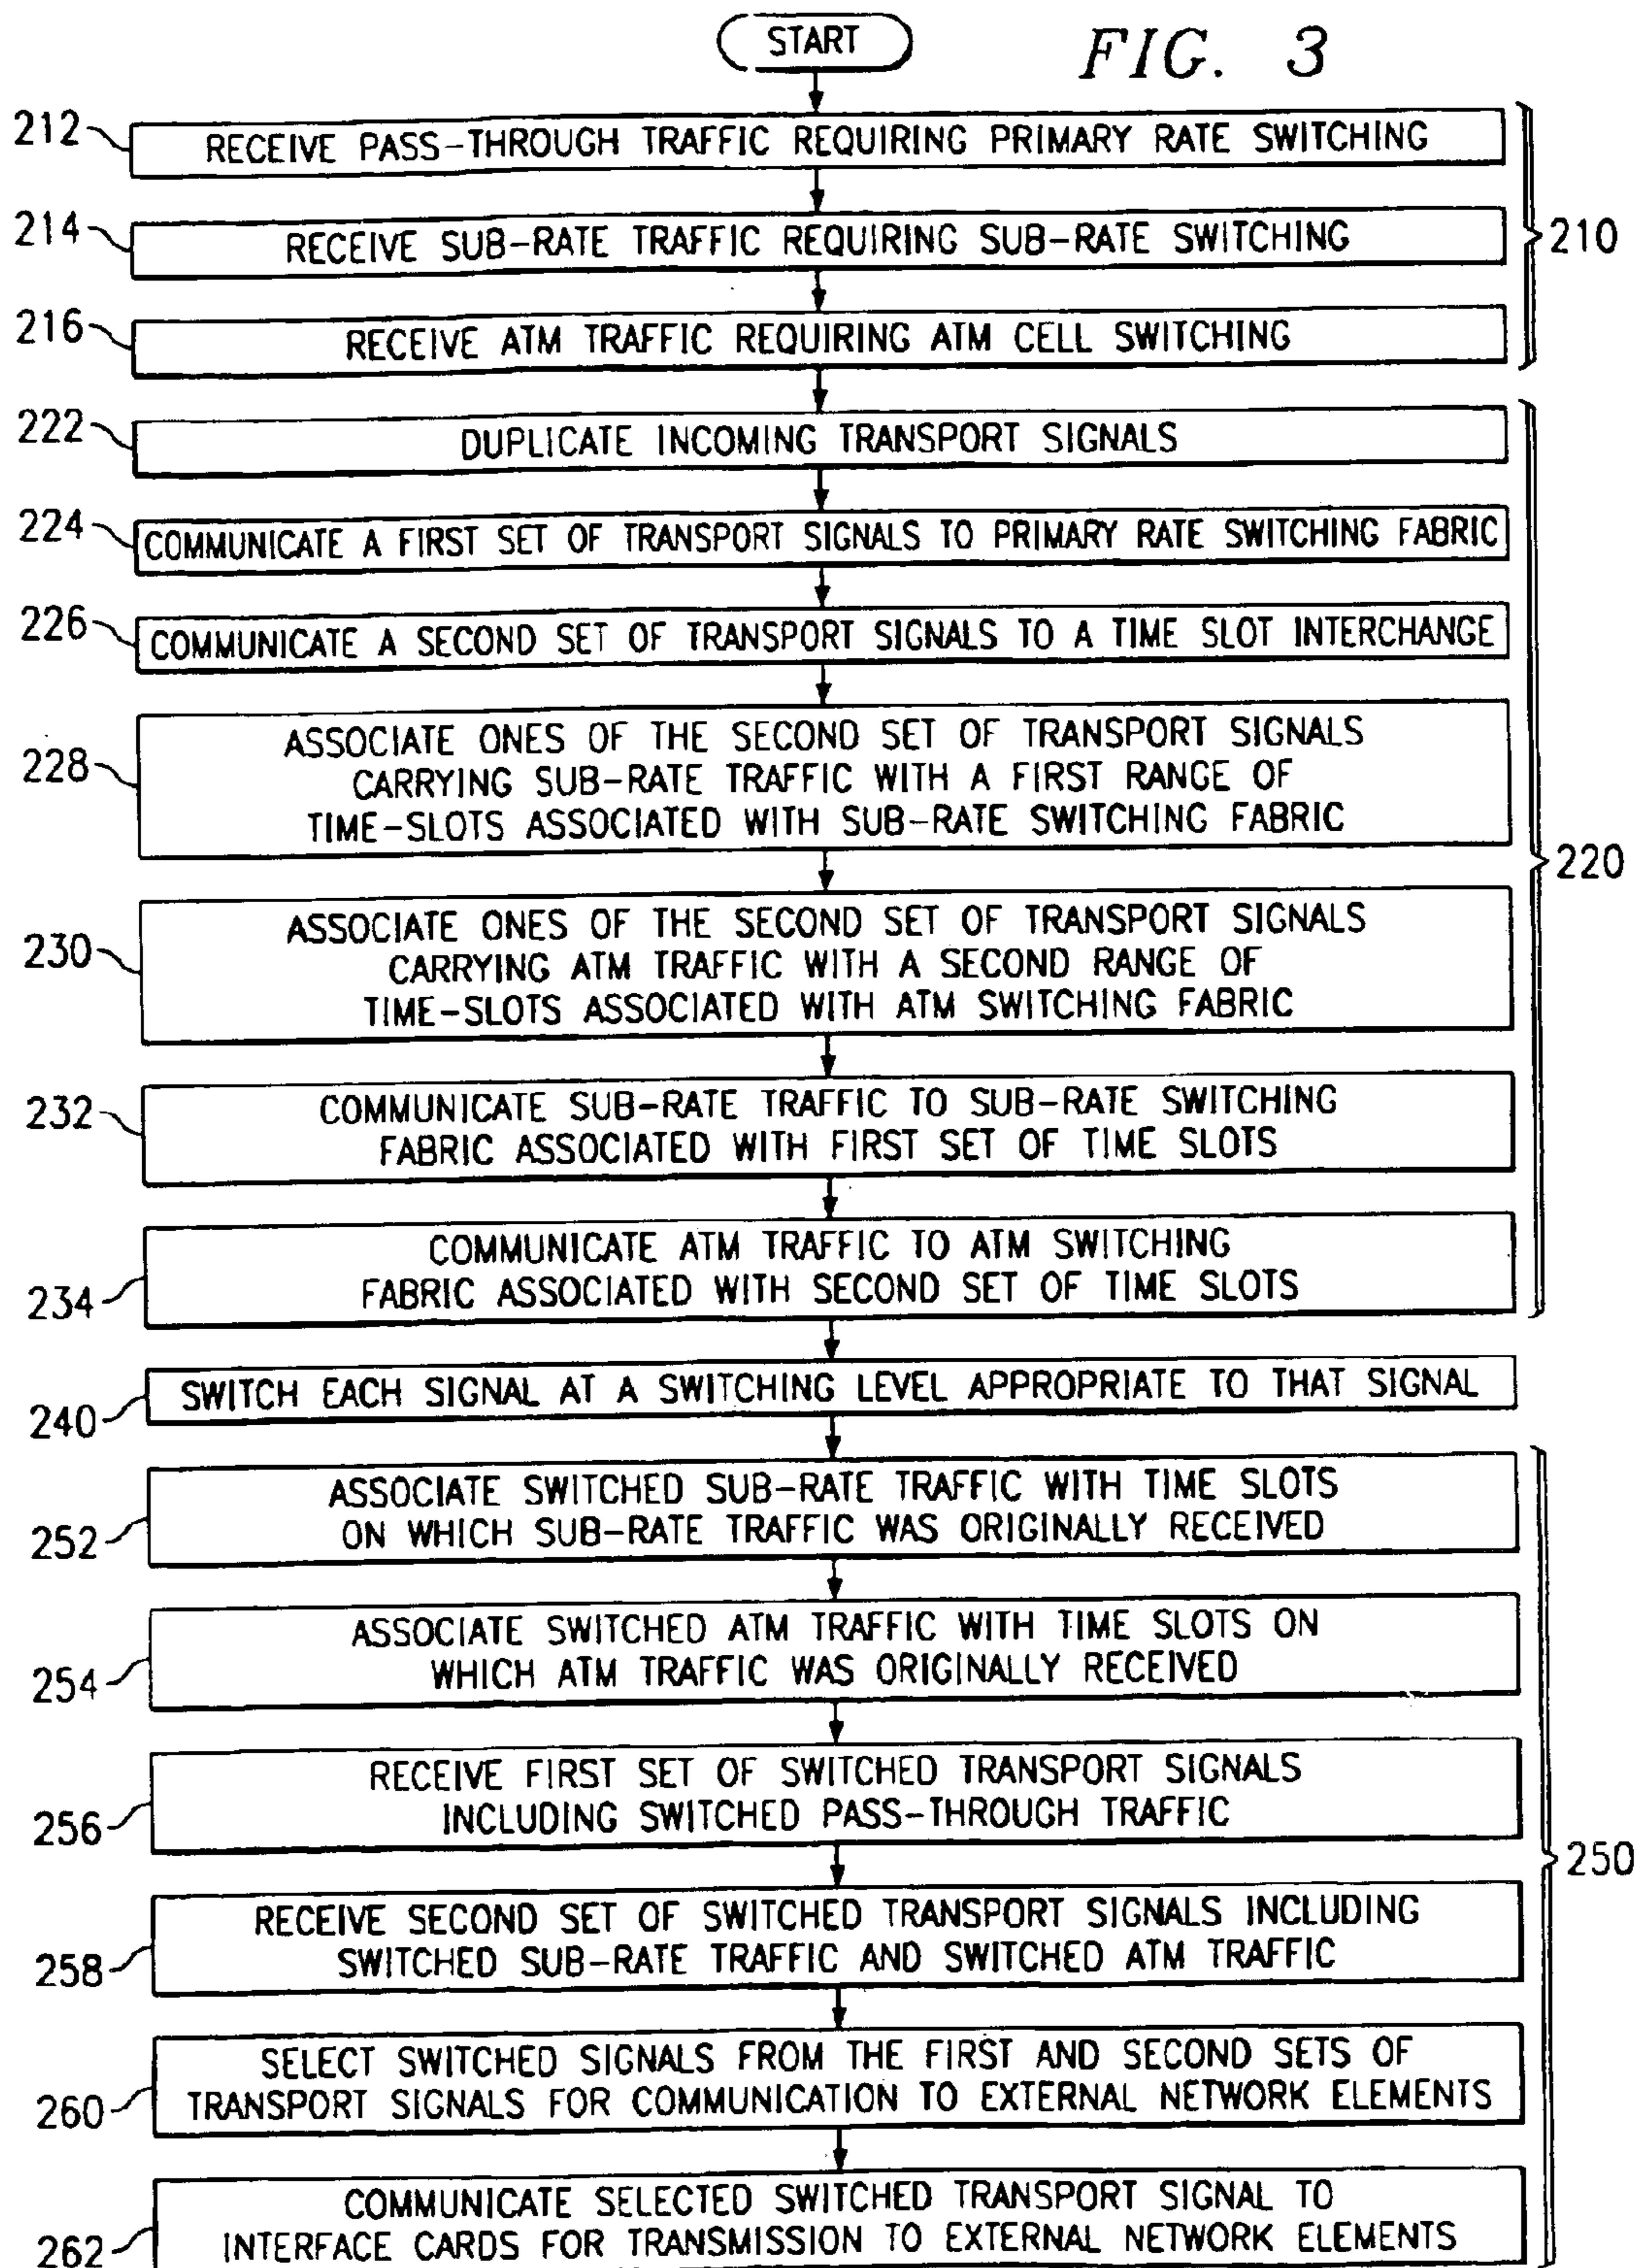 START
FIG. 3
212
RECEIVE PASS-THROUGH TRAFFIC REQUIRING PRIMARY RATE SWITCHING
214
RECEIVE SUB-RATE TRAFFIC REQUIRING SUB-RATE SWITCHING
210
216
RECEIVE ATM TRAFFIC REQUIRING ATM CELL SWITCHING
222
DUPLICATE INCOMING TRANSPORT SIGNALS
224
COMMUNICATE A FIRST SET OF TRANSPORT SIGNALS TO PRIMARY RATE SWITCHING FABRIC
226
COMMUNICATE A SECOND SET OF TRANSPORT SIGNALS TO A TIME SLOT INTERCHANGE
228
ASSOCIATE ONES OF THE SECOND SET OF TRANSPORT SIGNALS
CARRYING SUB-RATE TRAFFIC WITH A FIRST RANGE OF
TIME-SLOTS ASSOCIATED WITH SUB-RATE SWITCHING FABRIC
220
230
ASSOCIATE ONES OF THE SECOND SET OF TRANSPORT SIGNALS
CARRYING ATM TRAFFIC WITH A SECOND RANGE OF
TIME-SLOTS ASSOCIATED WITH ATM SWITCHING FABRIC
232
COMMUNICATE SUB-RATE TRAFFIC TO SUB-RATE SWITCHING
FABRIC ASSOCIATED WITH FIRST SET OF TIME SLOTS
234
COMMUNICATE ATM TRAFFIC TO ATM SWITCHING
FABRIC ASSOCIATED WITH SECOND SET OF TIME SLOTS
240
SWITCH EACH SIGNAL AT A SWITCHING LEVEL APPROPRIATE TO THAT SIGNAL
252
ASSOCIATE SWITCHED SUB-RATE TRAFFIC WITH TIME SLOTS
ON WHICH SUB-RATE TRAFFIC WAS ORIGINALLY RECEIVED
254
ASSOCIATE SWITCHED ATM TRAFFIC WITH TIME SLOTS ON
WHICH ATM TRAFFIC WAS ORIGINALLY RECEIVED
256
RECEIVE FIRST SET OF SWITCHED TRANSPORT SIGNALS
INCLUDING SWITCHED PASS-THROUGH TRAFFIC
250
258
RECEIVE SECOND SET OF SWITCHED TRANSPORT SIGNALS INCLUDING
SWITCHED SUB-RATE TRAFFIC AND SWITCHED ATM TRAFFIC
260
SELECT SWITCHED SIGNALS FROM THE FIRST AND SECOND SETS OF
TRANSPORT SIGNALS FOR COMMUNICATION TO EXTERNAL NETWORK ELEMENTS
262
COMMUNICATE SELECTED SWITCHED TRANSPORT SIGNAL TO
INTERFACE CARDS FOR TRANSMISSION TO EXTERNAL NETWORK ELEMENTS